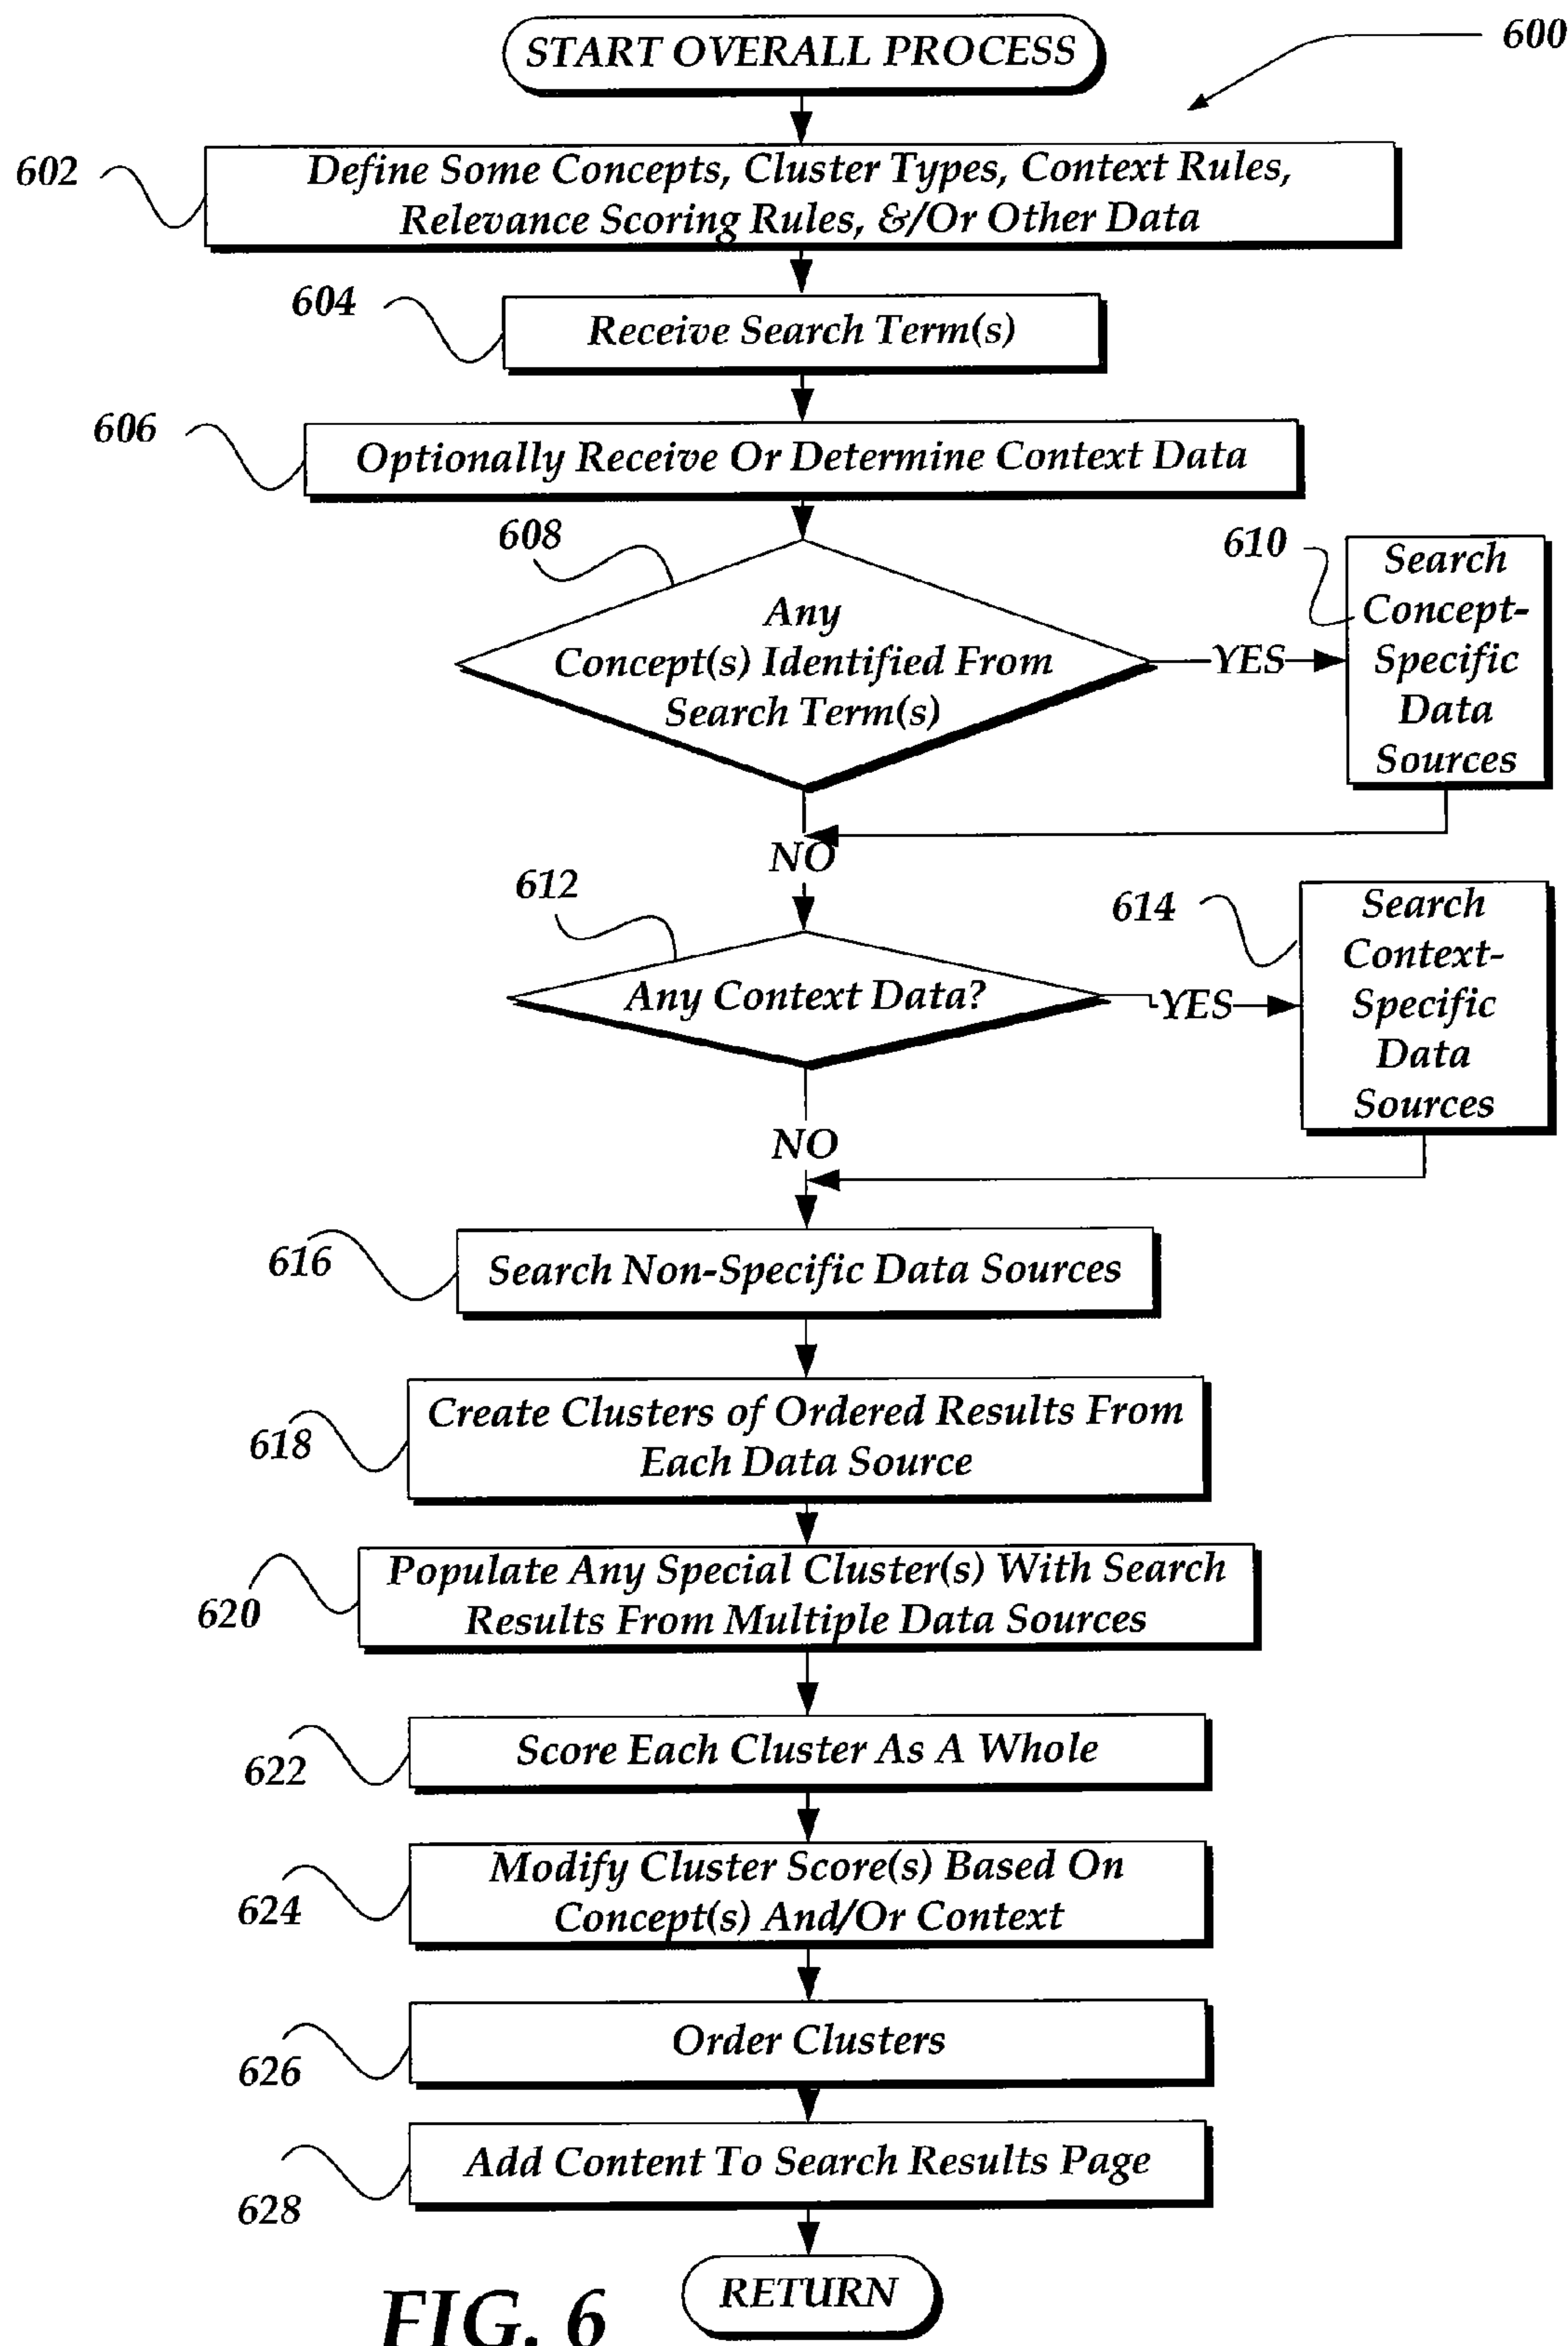 START OVERALL PROCESS
600
602
Define Some Concepts, Cluster Types, Context Rules,
Relevance Scoring Rules, &/Or Other Data
604
Receive Search Term(s)
606
Optionally Receive Or Determine Context Data
608
Any
Concept(s) Identified From
Search Term(s)
YES
610
Search
Concept-
Specific
Data
Sources
NO
612
Any Context Data?
YES
614
Search
Context-
Specific
Data
Sources
NO
616
Search Non-Specific Data Sources
618
Create Clusters of Ordered Results From
Each Data Source
620
Populate Any Special Cluster(s) With Search
Results From Multiple Data Sources
622
Score Each Cluster As A Whole
624
Modify Cluster Score(s) Based On
Concept(s) And/Or Context
626
Order Clusters
628
Add Content To Search Results Page
RETURN
FIG. 6